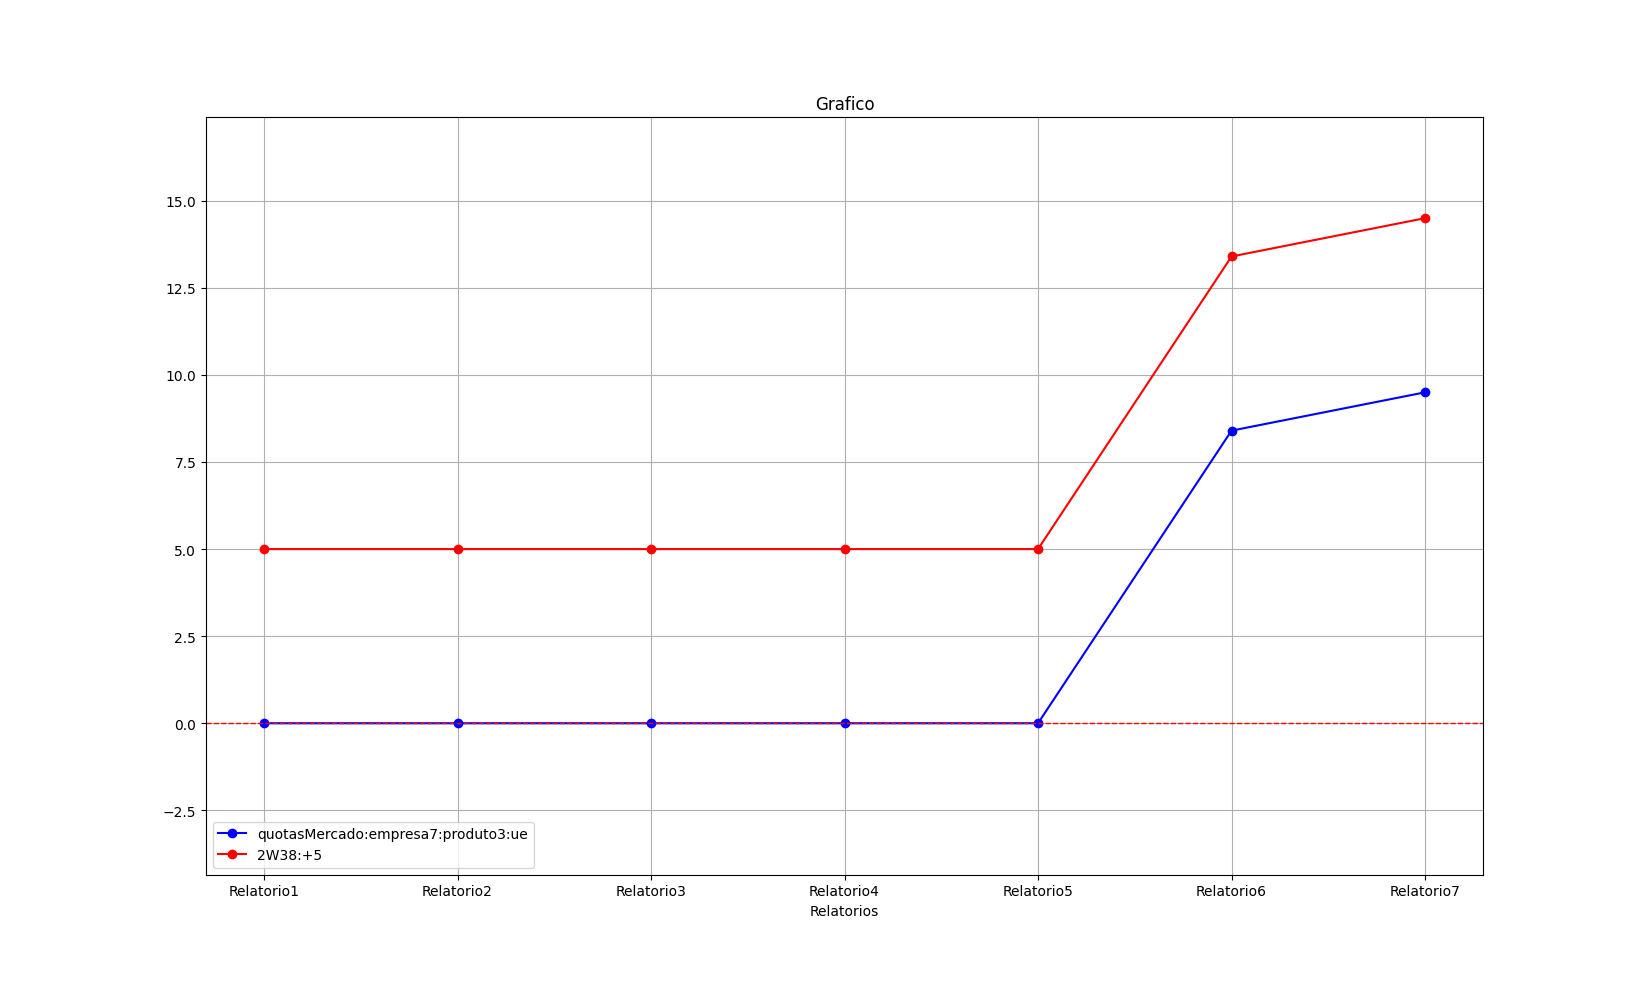 Grafico
15.0
12.5
10.0
7.5
5.0
2.5
0.0
−2.5
quotasMercado:empresa7:produto3:ue
2W38:+5
Relatorio1 Relatorio2 Relatorio3 Relatorio4 Relatorio5 Relatorio6 Relatorio7
Relatorios